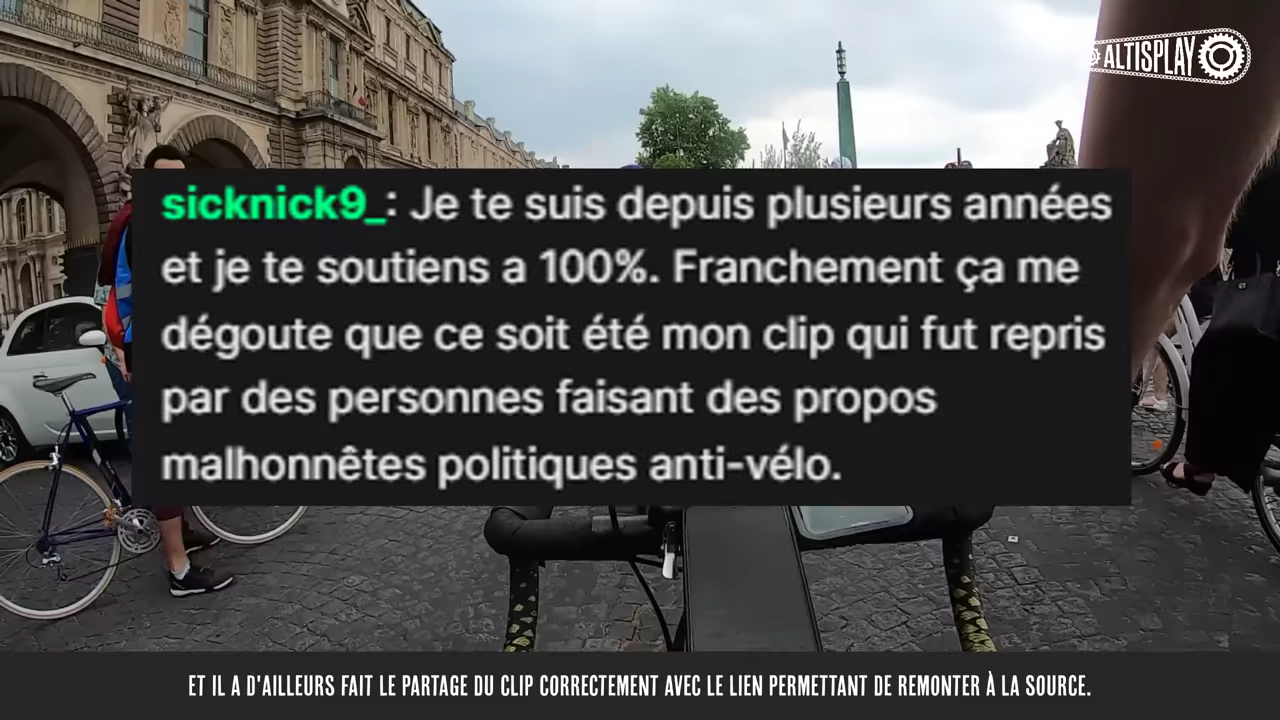 ALTISPLAY
sicknick9_: Je te suis depuis plusieurs années
et je te soutiens a 100%. Franchement ça me
dégoute que ce soit été mon clip qui fut repris
par des personnes faisant des propos
malhonnêtes politiques anti-vélo.
ET IL A D'AILLEURS FAIT LE PARTAGE DU CLIP CORRECTEMENT AVEC LE LIEN PERMETTANT DE REMONTER À LA SOURCE.